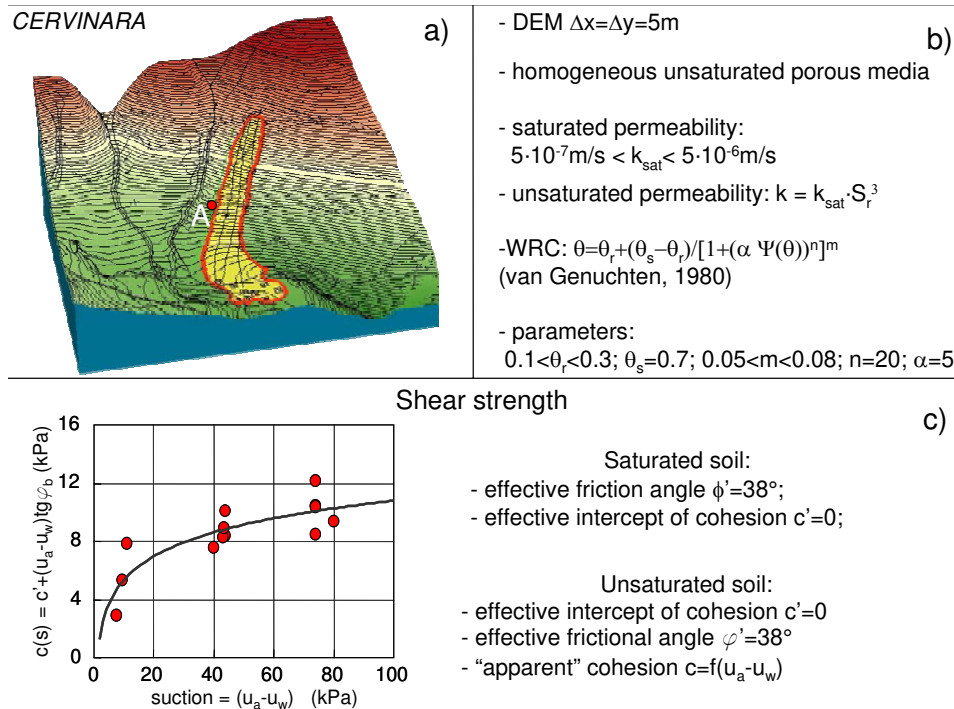 CERVINARA
a)
A
b)
- DEM Δx=Δy=5m
- homogeneous unsaturated porous media
- saturated permeability:
5·10⁻⁷m/s < kₛₐₜ< 5·10⁻⁶m/s
- unsaturated permeability: k = kₛₐₜ·Sᵣ³
-WRC: θ=θᵣ+(θₛ−θᵣ)/[1+(α Ψ(θ))ⁿ]ᵐ
(van Genuchten, 1980)
- parameters:
0.1<θᵣ<0.3; θₛ=0.7; 0.05<m<0.08; n=20; α=5
Shear strength
c)
c(s) = c'+(u_a-u_w)tgφ_b (kPa)
16
12
8
4
0
0 20 40 60 80 100
suction = (u_a-u_w) (kPa)
Saturated soil:
- effective friction angle ϕ'=38°;
- effective intercept of cohesion c'=0;
Unsaturated soil:
- effective intercept of cohesion c'=0
- effective frictional angle φ'=38°
- “apparent” cohesion c=f(u_a-u_w)